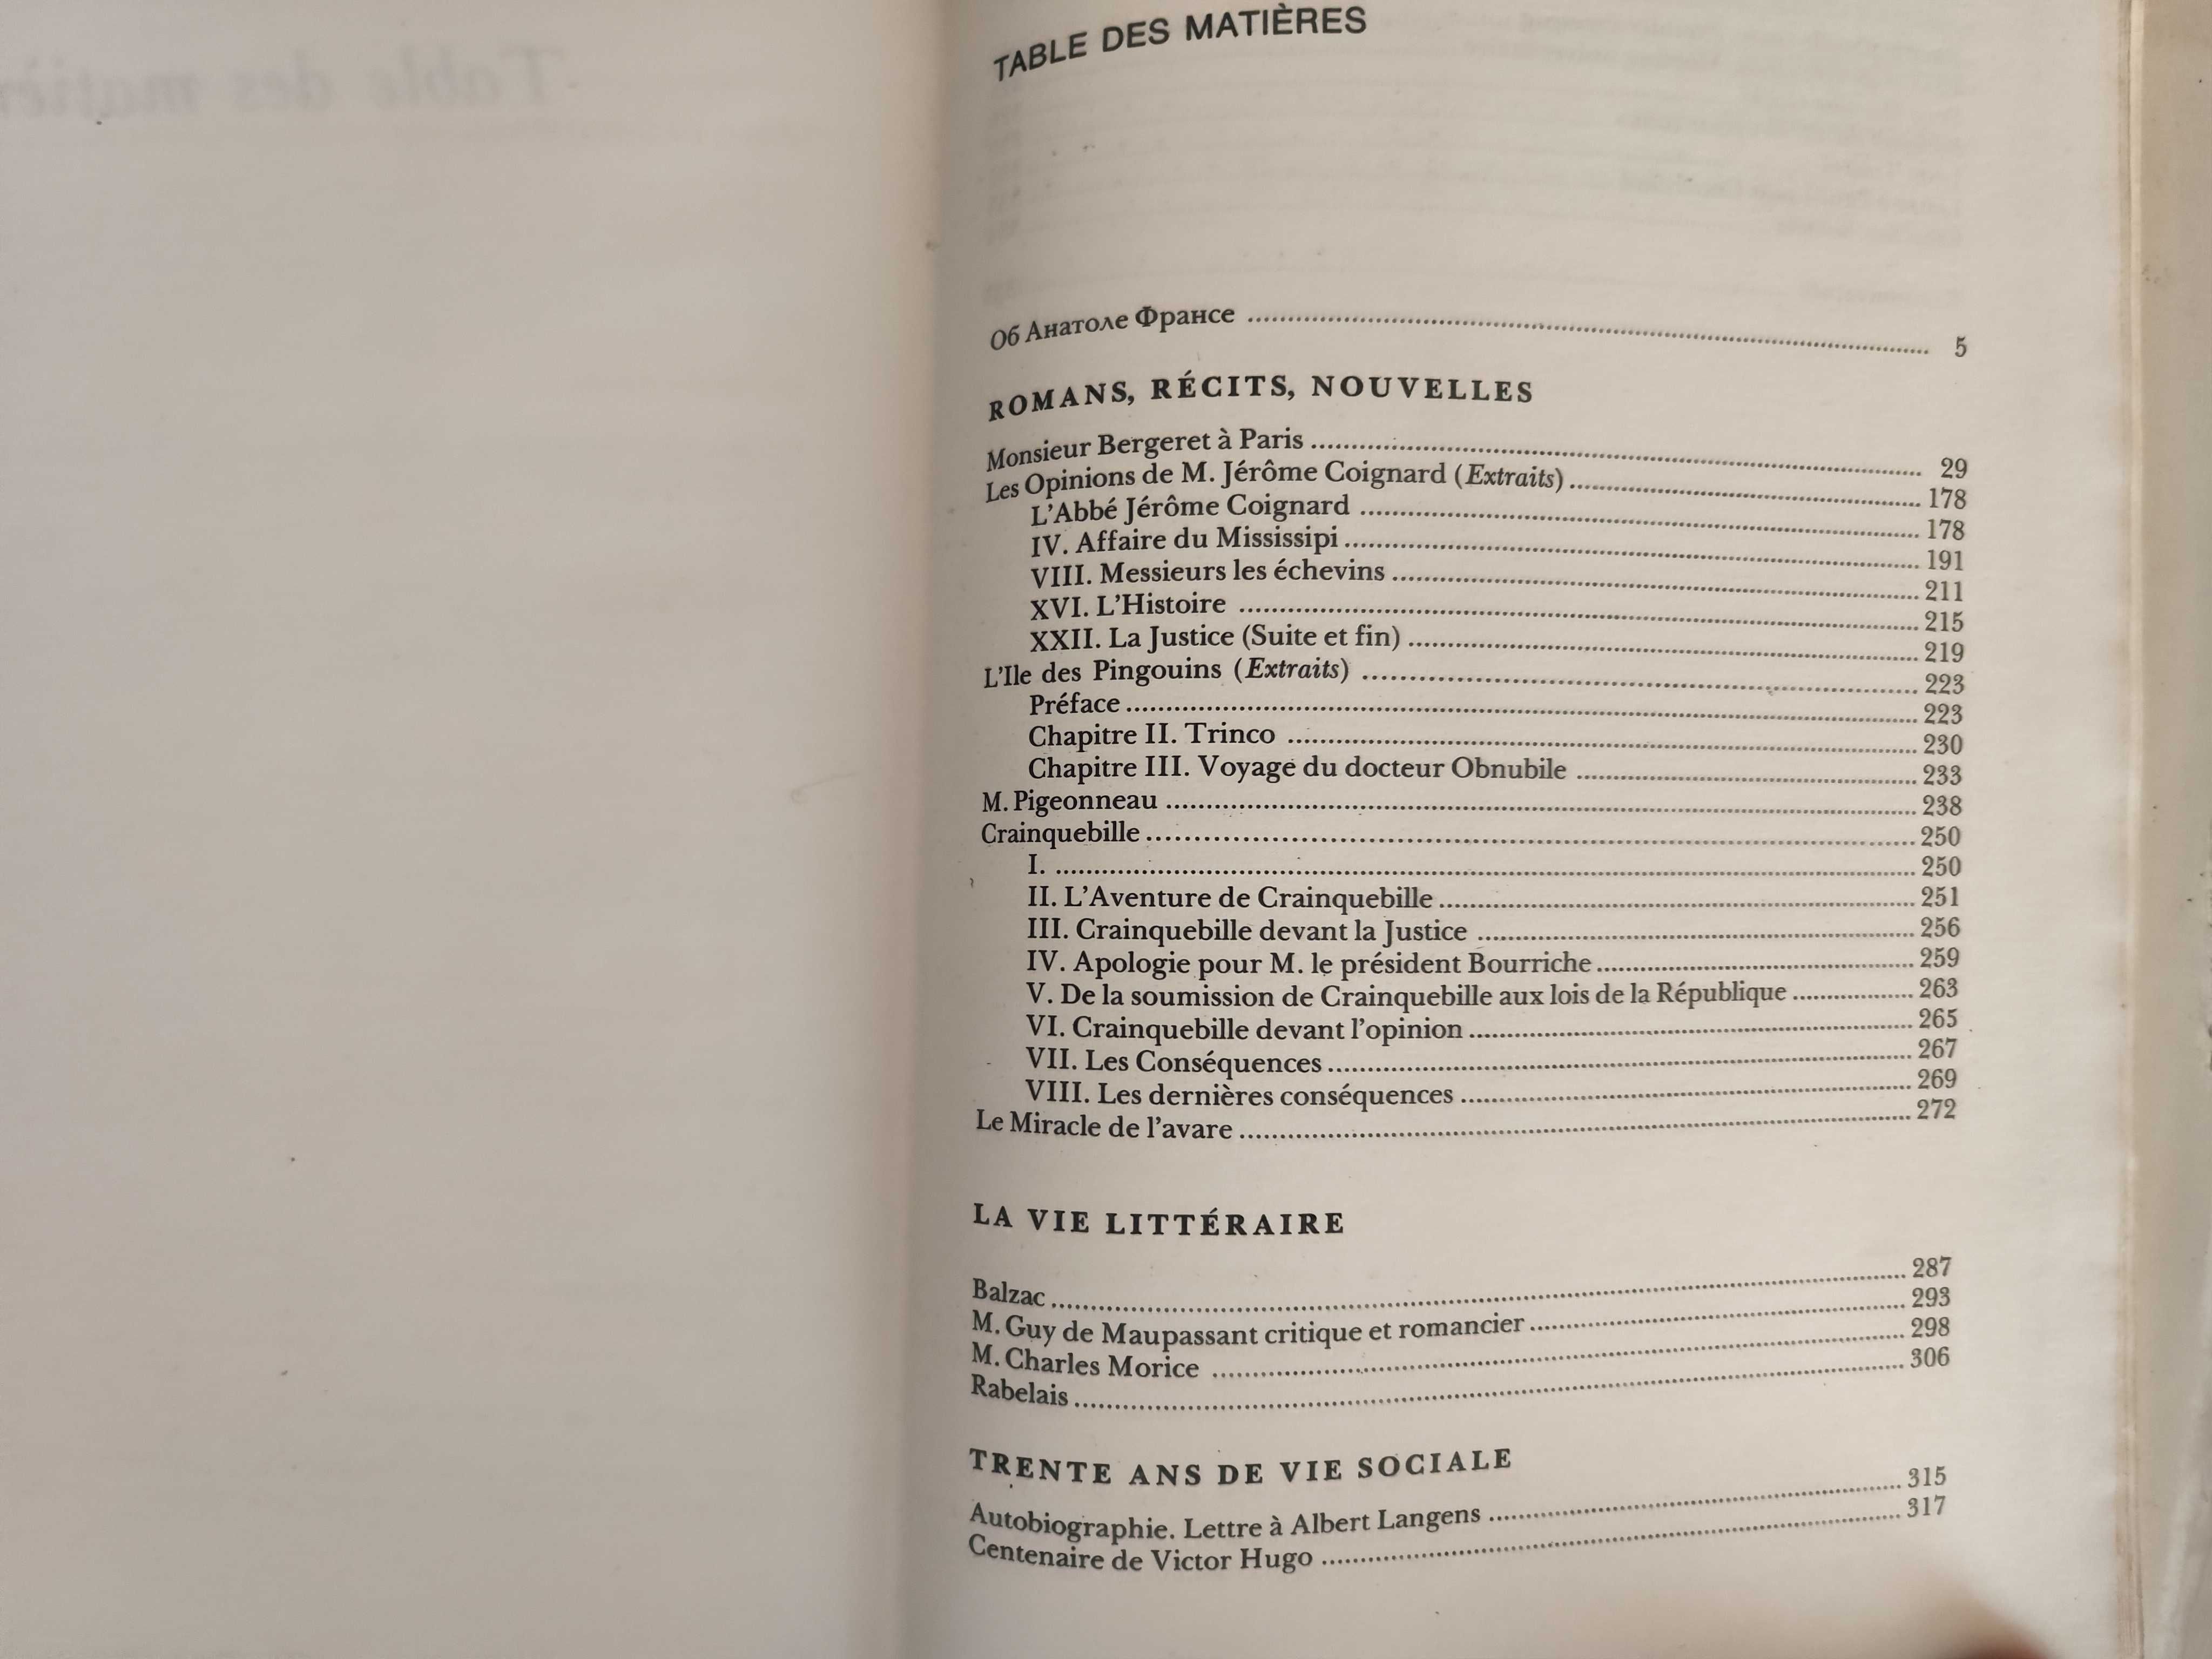 Table des matièr
TABLE DES MATIÈRES
Об Анатоле Франсе ........ 5
ROMANS, RÉCITS, NOUVELLES
Monsieur Bergeret à Paris ........ 29
Les Opinions de M. Jérôme Coignard (Extraits) ........ 178
L'Abbé Jérôme Coignard ........ 178
IV. Affaire du Mississipi ........ 191
VIII. Messieurs les échevins ........ 211
XVI. L'Histoire ........ 215
XXII. La Justice (Suite et fin) ........ 219
L'Ile des Pingouins (Extraits) ........ 223
Préface ........ 223
Chapitre II. Trinco ........ 230
Chapitre III. Voyage du docteur Obnubile ........ 233
M. Pigeonneau ........ 238
Crainquebille ........ 250
I. ........ 250
II. L'Aventure de Crainquebille ........ 251
III. Crainquebille devant la Justice ........ 256
IV. Apologie pour M. le président Bourriche ........ 259
V. De la soumission de Crainquebille aux lois de la République ........ 263
VI. Crainquebille devant l'opinion ........ 265
VII. Les Conséquences ........ 267
VIII. Les dernières conséquences ........ 269
Le Miracle de l'avare ........ 272
LA VIE LITTÉRAIRE
Balzac ........ 287
M. Guy de Maupassant critique et romancier ........ 293
M. Charles Morice ........ 298
Rabelais ........ 306
TRENTE ANS DE VIE SOCIALE
Autobiographie. Lettre à Albert Langens ........ 315
Centenaire de Victor Hugo ........ 317